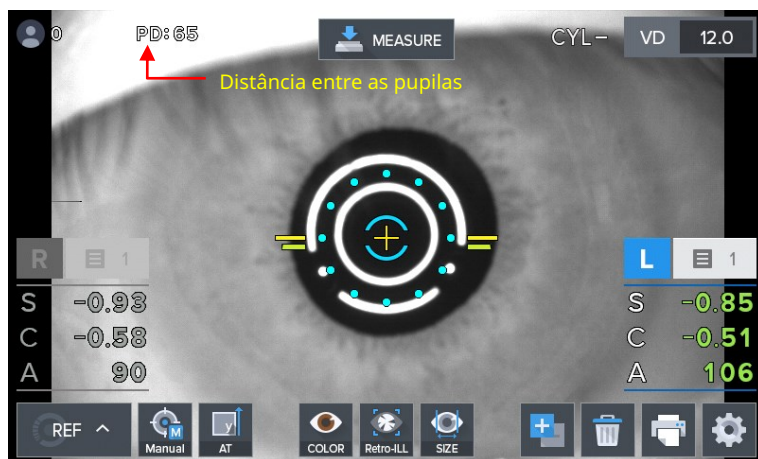 0 PD: 65 MEASURE CYL− VD 12.0
Distância entre as pupilas
R 1 L 1
S -0.93 S -0.85
C -0.58 C -0.51
A 90 A 106
REF Manual M AT y COLOR Retro-ILL SIZE